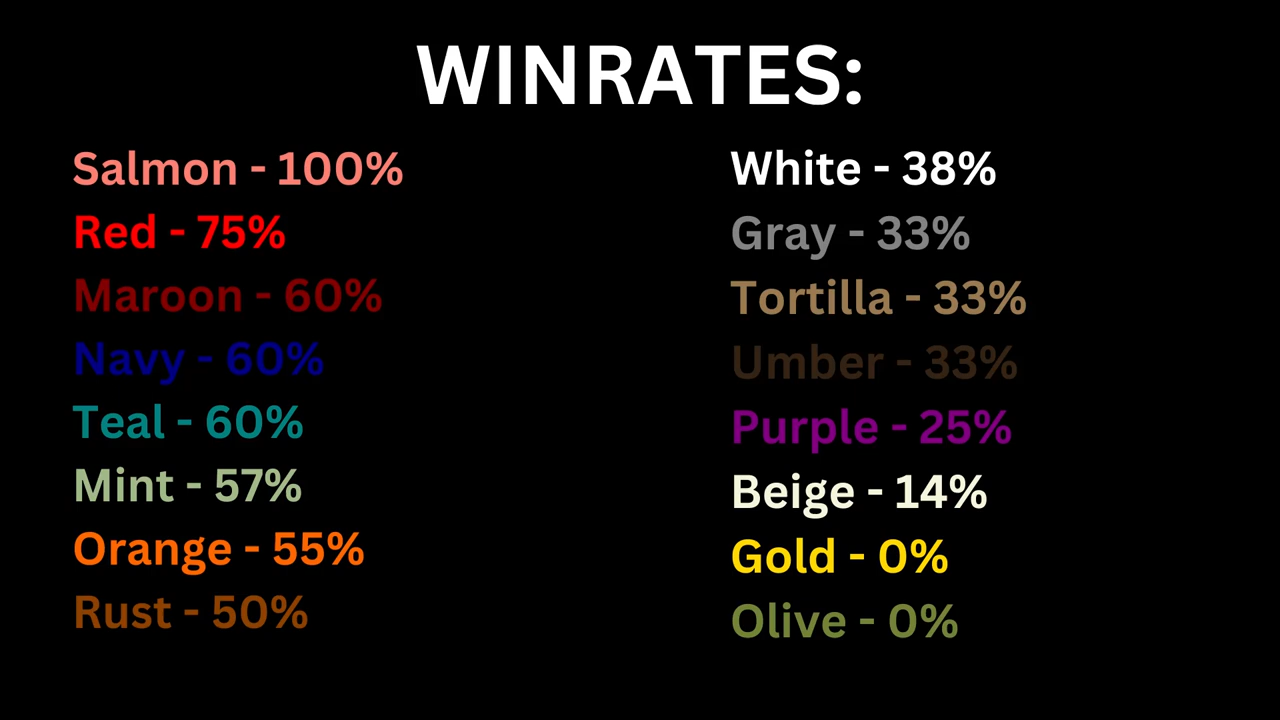 WINRATES:
Salmon - 100%
Red - 75%
Maroon - 60%
Navy - 60%
Teal - 60%
Mint - 57%
Orange - 55%
Rust - 50%
White - 38%
Gray - 33%
Tortilla - 33%
Umber - 33%
Purple - 25%
Beige - 14%
Gold - 0%
Olive - 0%